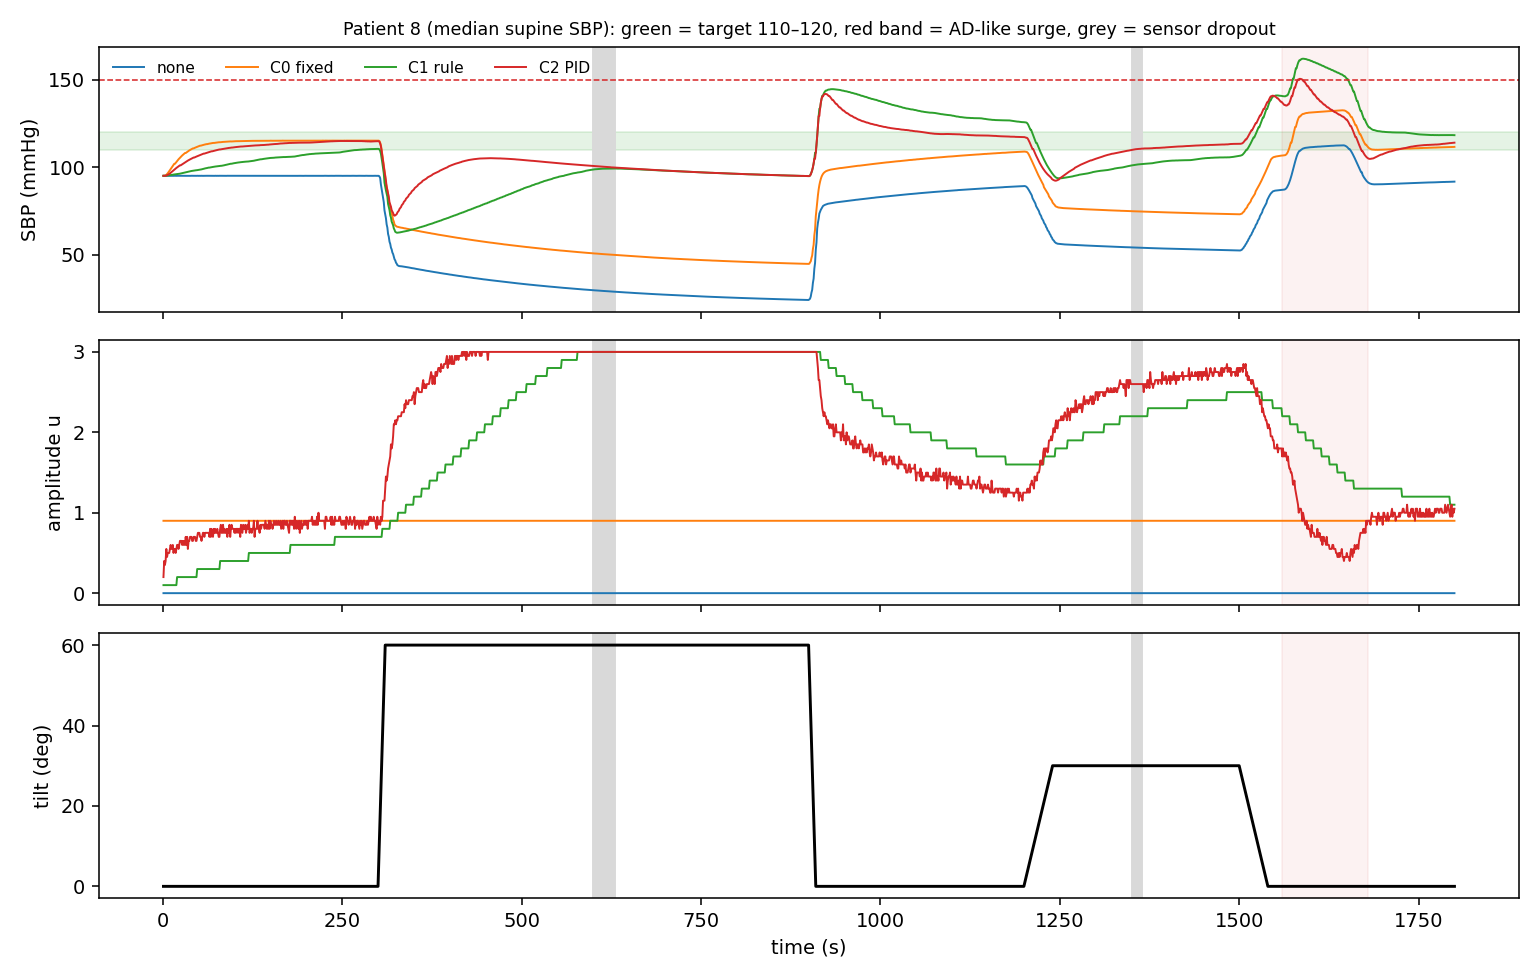 Patient 8 (median supine SBP): green = target 110–120, red band = AD-like surge, grey = sensor dropout
none C0 fixed C1 rule C2 PID
SBP (mmHg)
150
100
50
amplitude u
3
2
1
0
tilt (deg)
60
40
20
0
0 250 500 750 1000 1250 1500 1750
time (s)